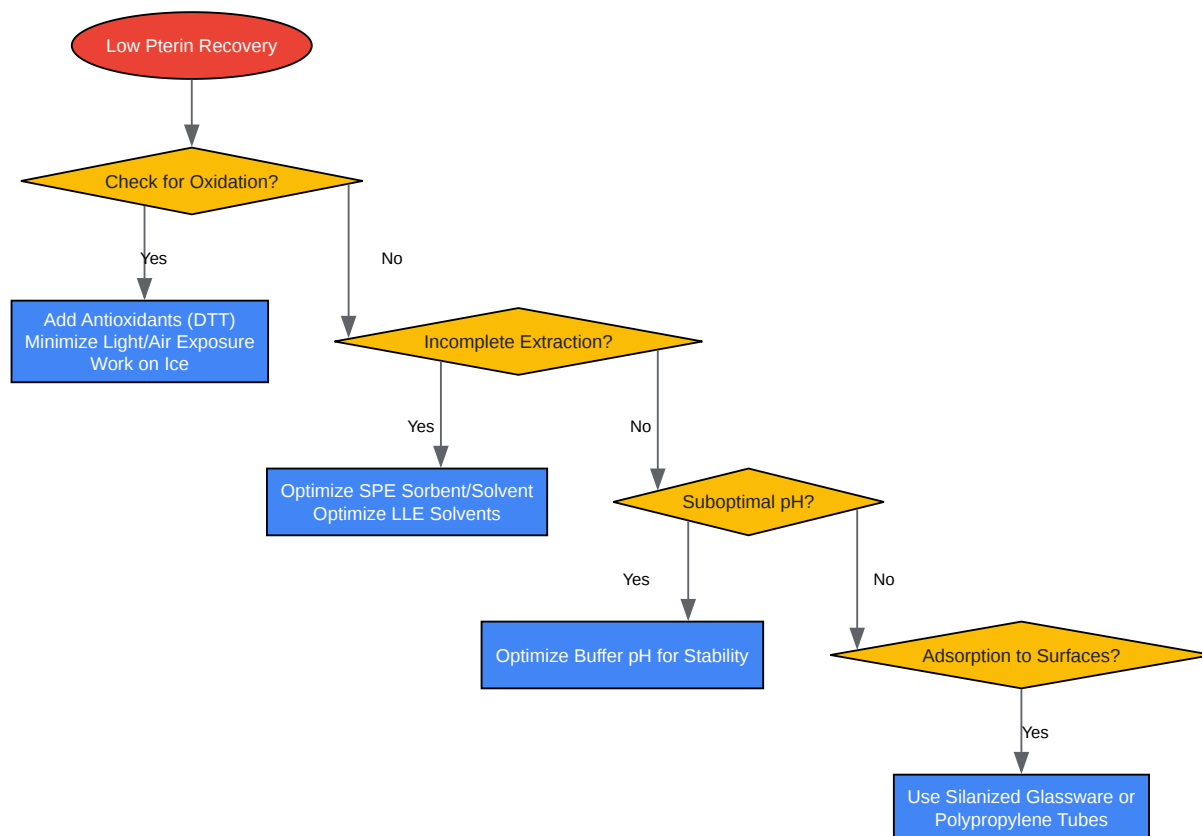 Low Pterin Recovery
Check for Oxidation?
Yes
No
Add Antioxidants (DTT)
Minimize Light/Air Exposure
Work on Ice
Incomplete Extraction?
Yes
No
Optimize SPE Sorbent/Solvent
Optimize LLE Solvents
Suboptimal pH?
Yes
No
Optimize Buffer pH for Stability
Adsorption to Surfaces?
Yes
Use Silanized Glassware or
Polypropylene Tubes